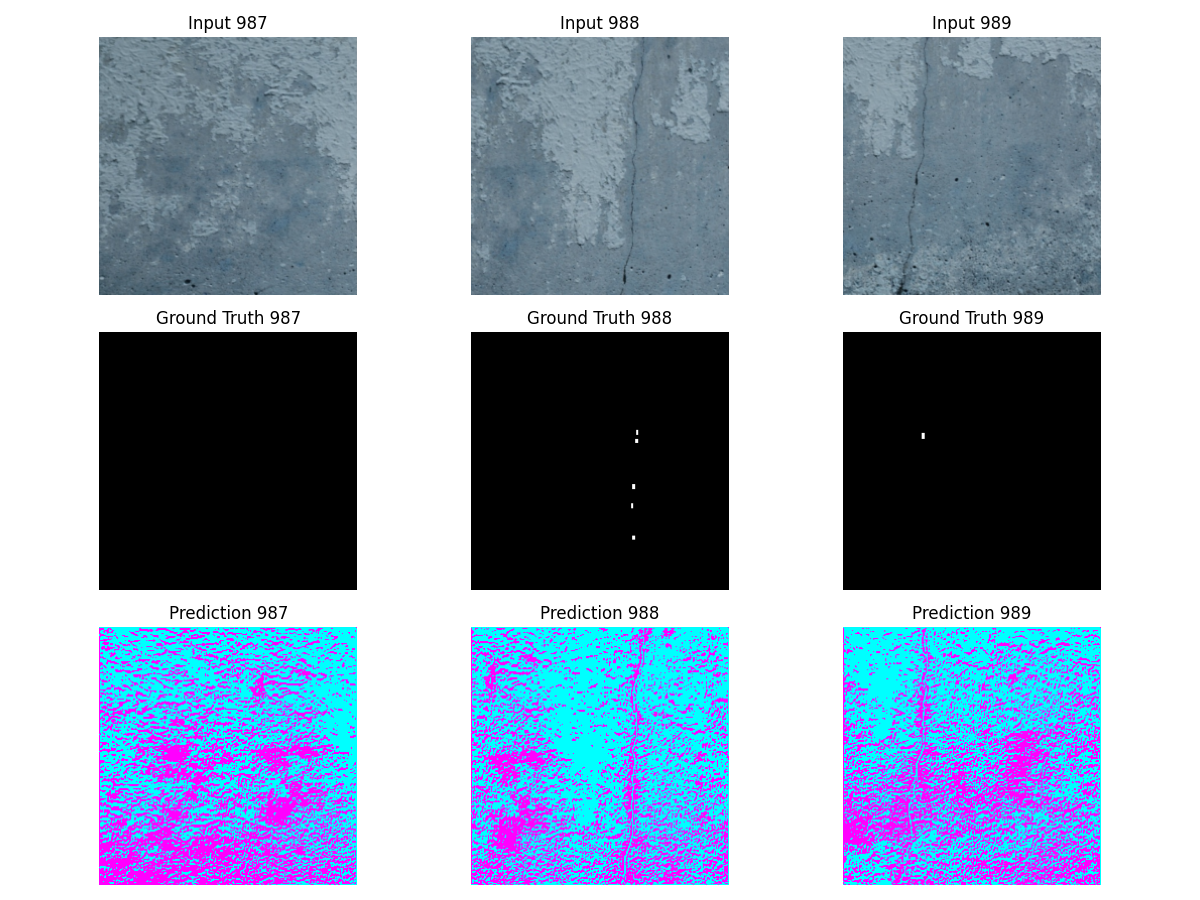 Input 987
Input 988
Input 989
Ground Truth 987
Ground Truth 988
Ground Truth 989
Prediction 987
Prediction 988
Prediction 989